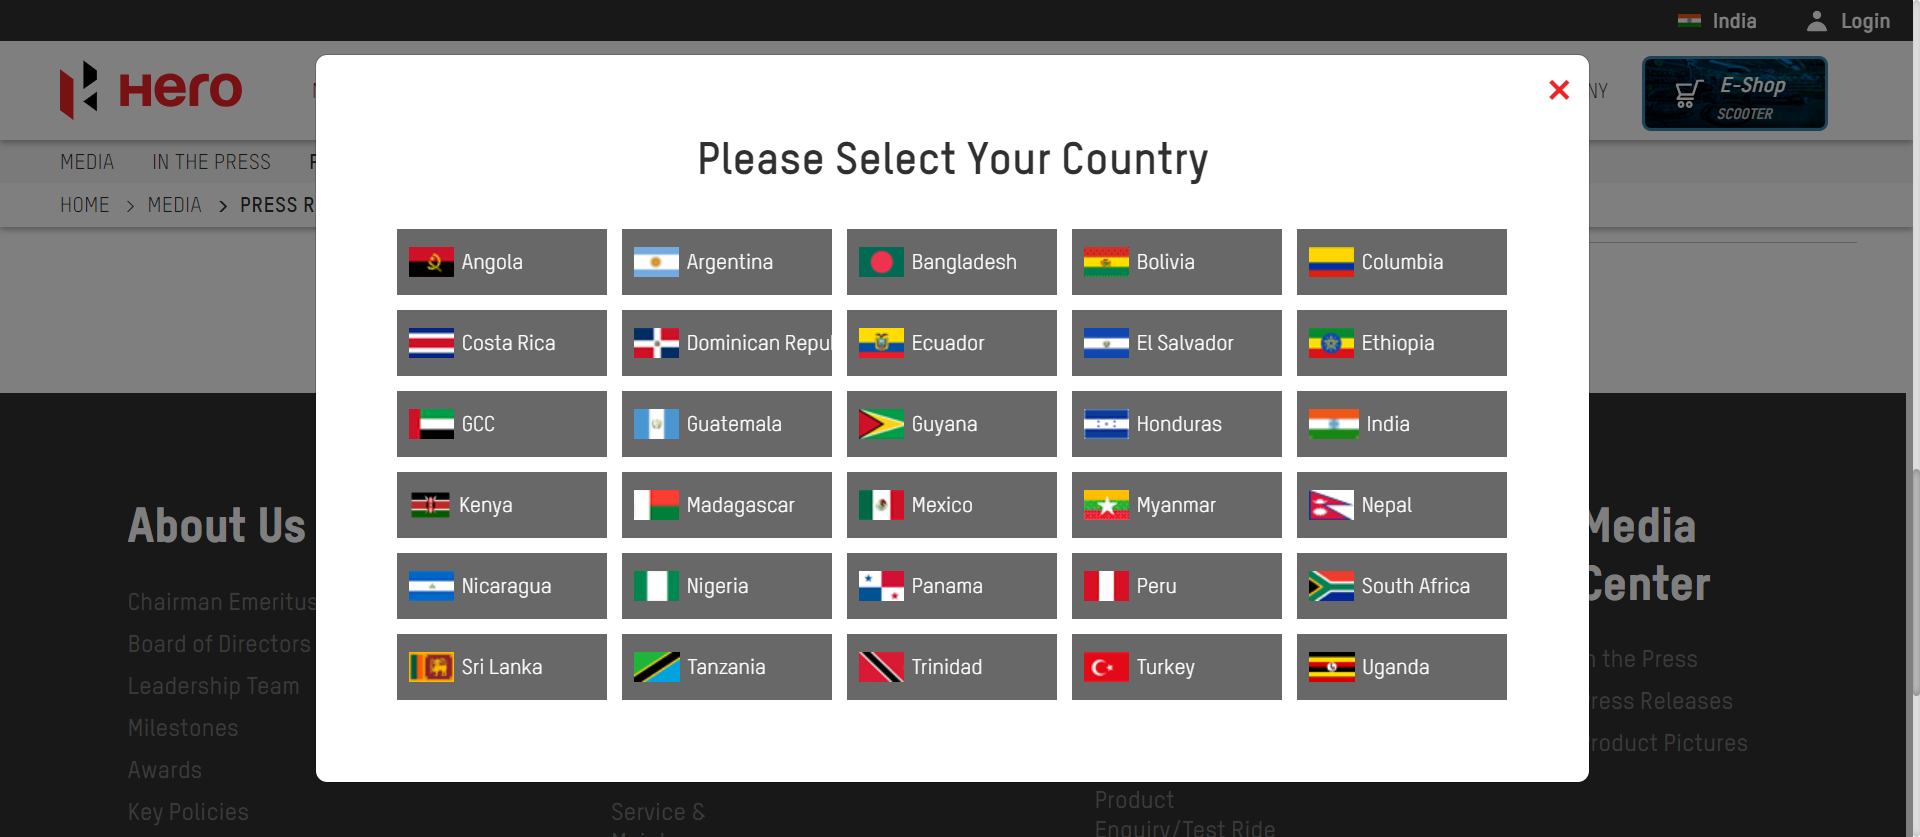 India
Login
Hero
NY
E-Shop
SCOOTER
MEDIA
IN THE PRESS
HOME > MEDIA > PRESS R
Please Select Your Country
Angola
Argentina
Bangladesh
Bolivia
Columbia
Costa Rica
Dominican Repu
Ecuador
El Salvador
Ethiopia
GCC
Guatemala
Guyana
Honduras
India
Kenya
Madagascar
Mexico
Myanmar
Nepal
Nicaragua
Nigeria
Panama
Peru
South Africa
Sri Lanka
Tanzania
Trinidad
Turkey
Uganda
About Us
Chairman Emeritus
Board of Directors
Leadership Team
Milestones
Awards
Key Policies
Service &
Product
Enquiry/Test Ride
Media
Center
n the Press
ress Releases
roduct Pictures